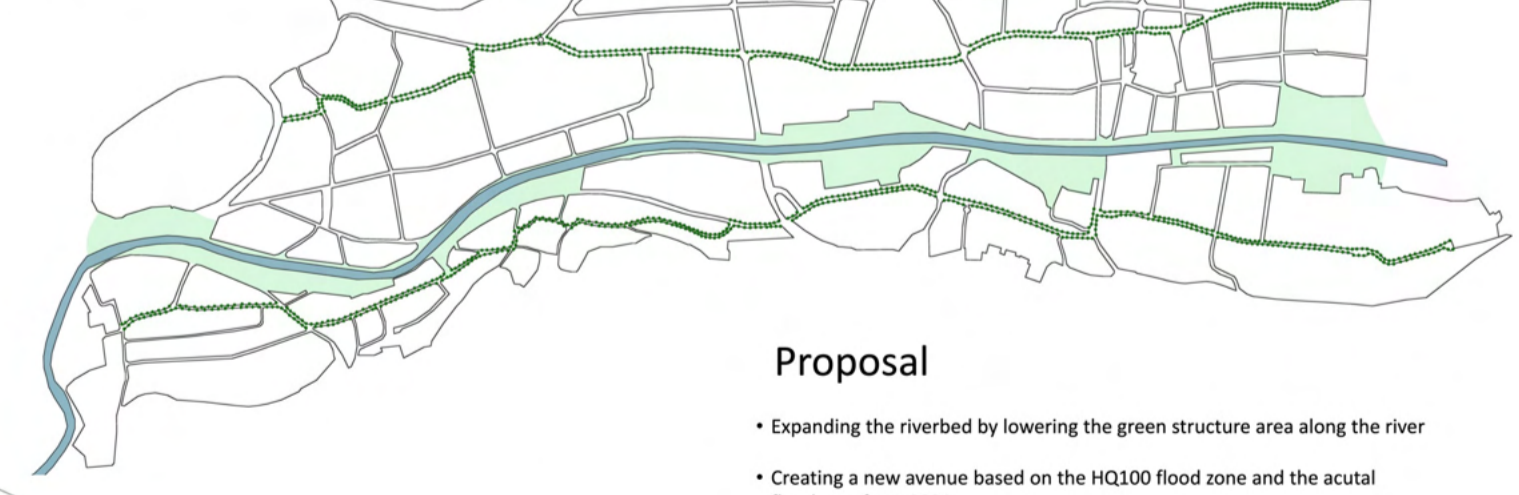 Proposal
• Expanding the riverbed by lowering the green structure area along the river
• Creating a new avenue based on the HQ100 flood zone and the acutal